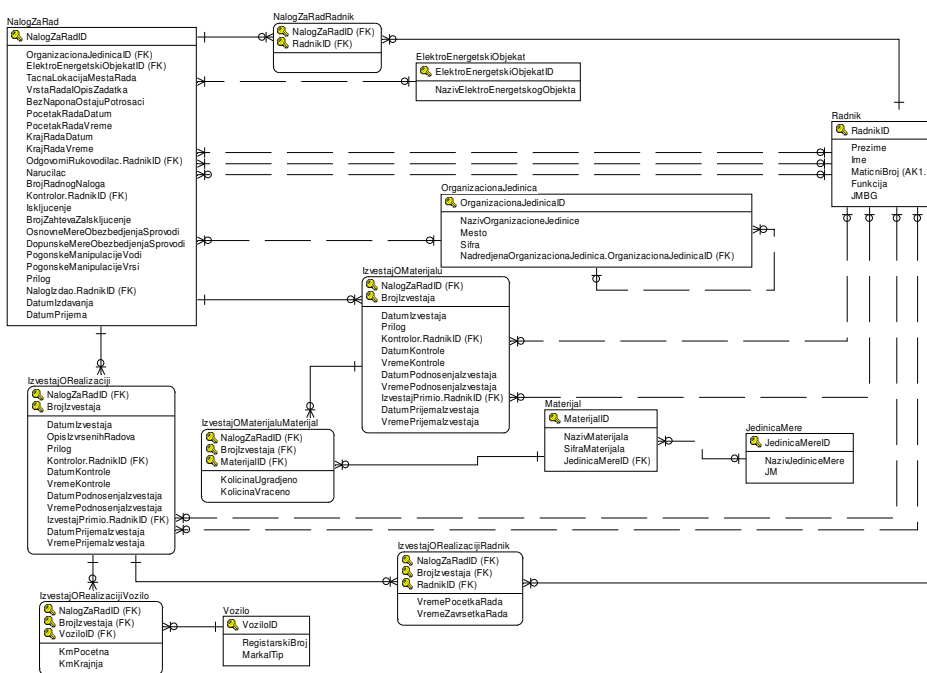 NalogZaRad
NalogZaRadID
OrganizacionaJedinicaID (FK)
ElektroEnergetskiObjekatID (FK)
TacnaLokacijaMestaRada
VrstaRadaIOpisZadatka
BezNaponaOstajuPotrosaci
PocetakRadaDatum
PocetakRadaVreme
KrajRadaDatum
KrajRadaVreme
OdgovorniRukovodilac.RadnikID (FK)
Narucilac
BrojRadnogNaloga
Kontrolor.RadnikID (FK)
Iskljucenje
BrojZahtevaZaIskljucenje
OsnovneMereObezbedjenjaSprovodi
DopunskeMereObezbedjenjaSprovodi
PogonskeManipulacijeVodi
PogonskeManipulacijeVrsi
Prilog
NalogIzdao.RadnikID (FK)
DatumIzdavanja
DatumPrijema
NalogZaRadRadnik
NalogZaRadID (FK)
RadnikID (FK)
ElektroEnergetskiObjekat
ElektroEnergetskiObjekatID
NazivElektroEnergetskogObjekta
Radnik
RadnikID
Prezime
Ime
MaticniBroj (AK1.
Funkcija
JMBG
OrganizacionaJedinica
OrganizacionaJedinicaID
NazivOrganizacioneJedinice
Mesto
Sifra
NadredjenaOrganizacionaJedinica.OrganizacionaJedinicaID (FK)
IzvestajOMaterijalu
NalogZaRadID (FK)
BrojIzvestaja
DatumIzvestaja
Prilog
Kontrolor.RadnikID (FK)
DatumKontrole
VremeKontrole
DatumPodnosenjaIzvestaja
VremePodnosenjaIzvestaja
IzvestajPrimio.RadnikID (FK)
DatumPrijemaIzvestaja
VremePrijemaIzvestaja
IzvestajORealizaciji
NalogZaRadID (FK)
BrojIzvestaja
DatumIzvestaja
OpisIzvrsenihRadova
Prilog
Kontrolor.RadnikID (FK)
DatumKontrole
VremeKontrole
DatumPodnosenjaIzvestaja
VremePodnosenjaIzvestaja
IzvestajPrimio.RadnikID (FK)
DatumPrijemaIzvestaja
VremePrijemaIzvestaja
IzvestajOMaterijaluMaterijal
NalogZaRadID (FK)
BrojIzvestaja (FK)
MaterijalID (FK)
KolicinaUgradjeno
KolicinaVraceno
Materijal
MaterijalID
NazivMaterijala
SifraMaterijala
JedinicaMereID (FK)
JedinicaMere
JedinicaMereID
NazivJediniceMere
JM
IzvestajORealizacijiRadnik
NalogZaRadID (FK)
BrojIzvestaja (FK)
RadnikID (FK)
VremePocetkaRada
VremeZavrsetkaRada
IzvestajORealizacijiVozilo
NalogZaRadID (FK)
BrojIzvestaja (FK)
VoziloID (FK)
KmPocetna
KmKrajnja
Vozilo
VoziloID
RegistarskiBroj
MarkaITip